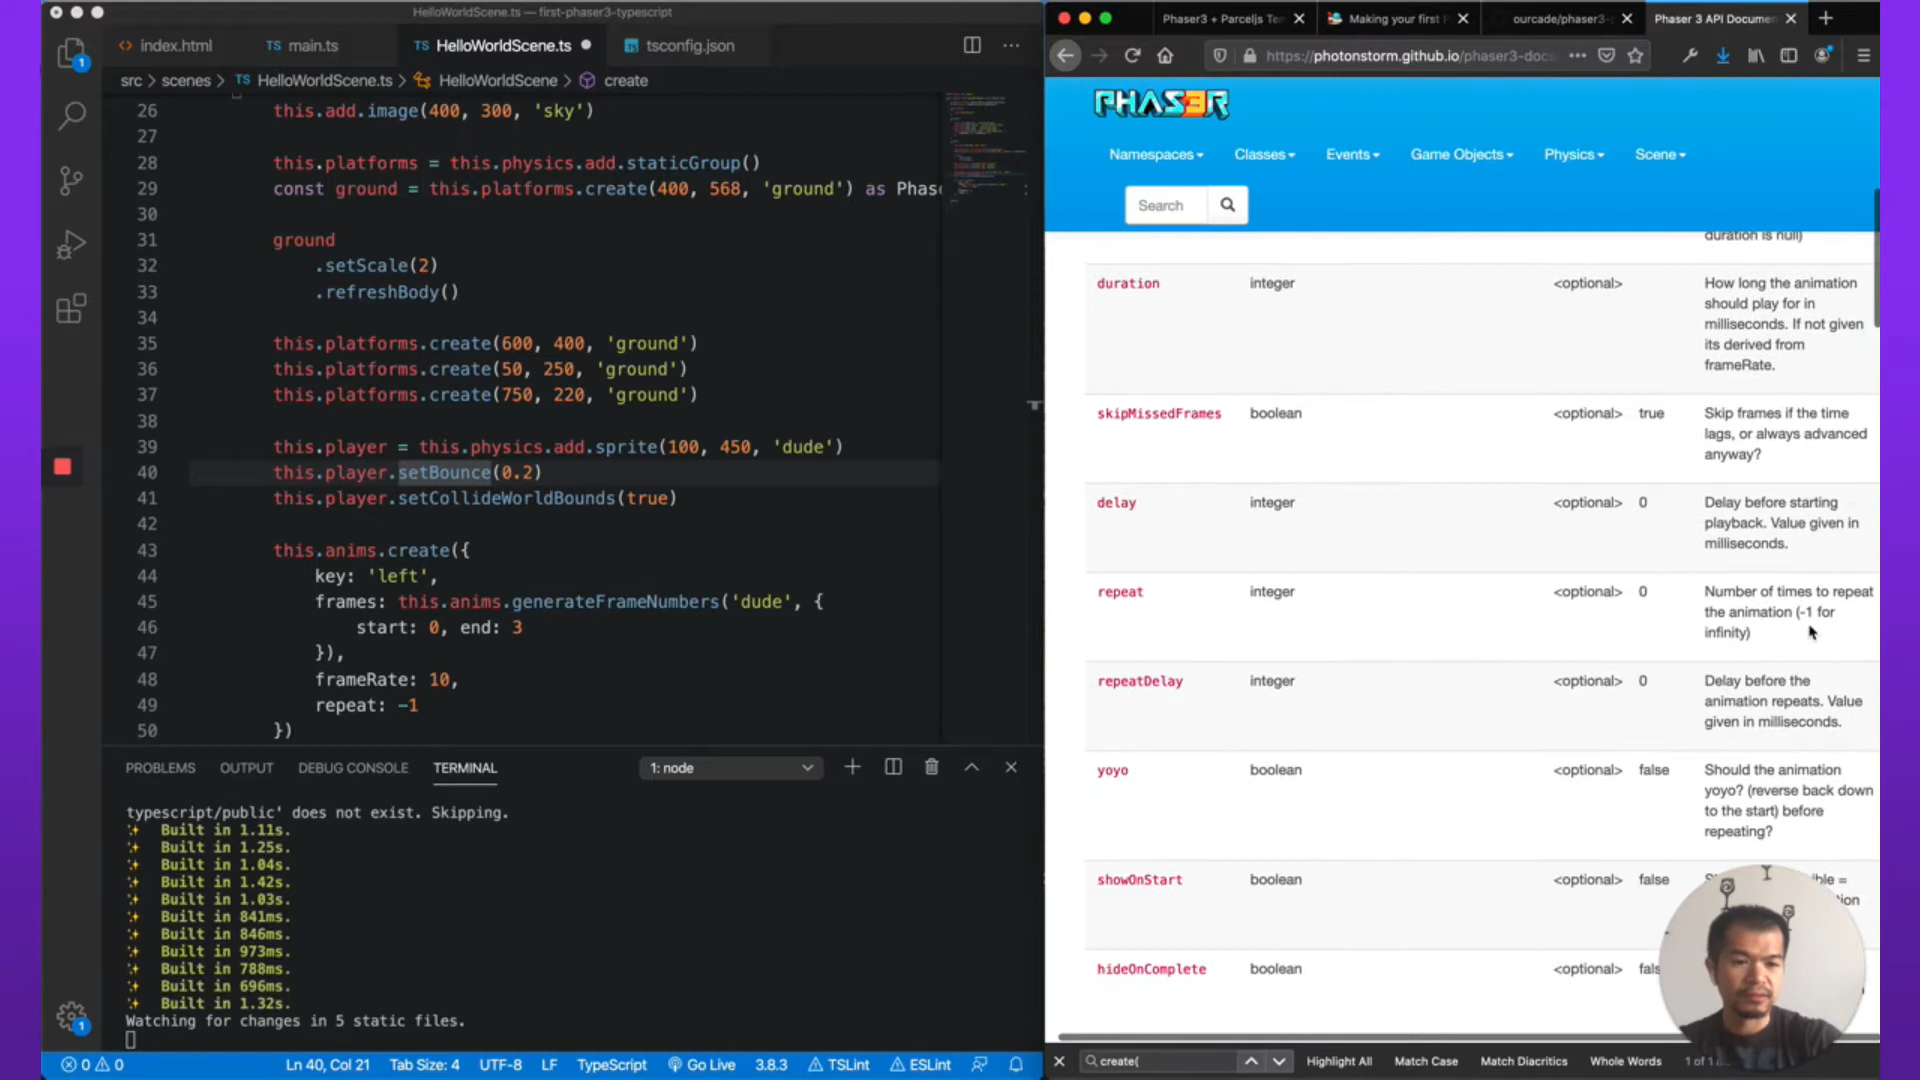 HelloWorldScene.ts — first-phaser3-typescript
index.html
TS main.ts
TS HelloWorldScene.ts
tsconfig.json
src > scenes > TS HelloWorldScene.ts > HelloWorldScene > create
26 this.add.image(400, 300, 'sky')
27
28 this.platforms = this.physics.add.staticGroup()
29 const ground = this.platforms.create(400, 568, 'ground') as Phas
30
31 ground
32 .setScale(2)
33 .refreshBody()
34
35 this.platforms.create(600, 400, 'ground')
36 this.platforms.create(50, 250, 'ground')
37 this.platforms.create(750, 220, 'ground')
38
39 this.player = this.physics.add.sprite(100, 450, 'dude')
40 this.player.setBounce(0.2)
41 this.player.setCollideWorldBounds(true)
42
43 this.anims.create({
44 key: 'left',
45 frames: this.anims.generateFrameNumbers('dude', {
46 start: 0, end: 3
47 }),
48 frameRate: 10,
49 repeat: -1
50 })
PROBLEMS OUTPUT DEBUG CONSOLE TERMINAL
1: node
typescript/public' does not exist. Skipping.
✨ Built in 1.11s.
✨ Built in 1.25s.
✨ Built in 1.04s.
✨ Built in 1.42s.
✨ Built in 1.03s.
✨ Built in 841ms.
✨ Built in 846ms.
✨ Built in 973ms.
✨ Built in 788ms.
✨ Built in 696ms.
✨ Built in 1.32s.
Watching for changes in 5 static files.
0 0 Ln 40, Col 21 Tab Size: 4 UTF-8 LF TypeScript Go Live 3.8.3 TSLint ESLint
1
1
Phaser3 + Parceljs Te
Making your first
ourcade/phaser3-
Phaser 3 API Docume
https://photonstorm.github.io/phaser3-docs
PHAS3R
Namespaces Classes Events Game Objects Physics Scene
Search
duration is null)
duration integer <optional> How long the animation
should play for in
milliseconds. If not given
its derived from
frameRate.
skipMissedFrames boolean <optional> true Skip frames if the time
lags, or always advanced
anyway?
delay integer <optional> 0 Delay before starting
playback. Value given in
milliseconds.
repeat integer <optional> 0 Number of times to repeat
the animation (-1 for
infinity)
repeatDelay integer <optional> 0 Delay before the
animation repeats. Value
given in milliseconds.
yoyo boolean <optional> false Should the animation
yoyo? (reverse back down
to the start) before
repeating?
showOnStart boolean <optional> false
hideOnComplete boolean <optional>
create( Highlight All Match Case Match Diacritics Whole Words 1 of 1